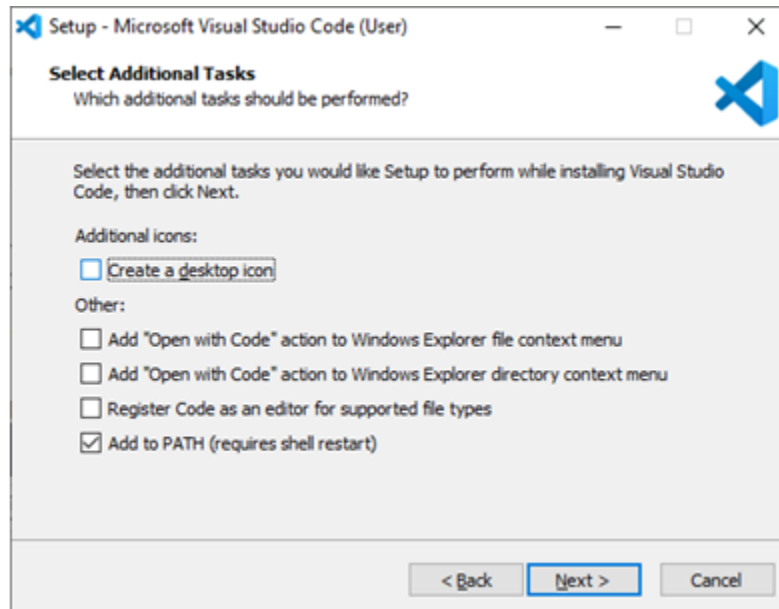 Setup - Microsoft Visual Studio Code (User)
Select Additional Tasks
Which additional tasks should be performed?
Select the additional tasks you would like Setup to perform while installing Visual Studio
Code, then click Next.
Additional icons:
Create a desktop icon
Other:
Add "Open with Code" action to Windows Explorer file context menu
Add "Open with Code" action to Windows Explorer directory context menu
Register Code as an editor for supported file types
Add to PATH (requires shell restart)
< Back Next > Cancel